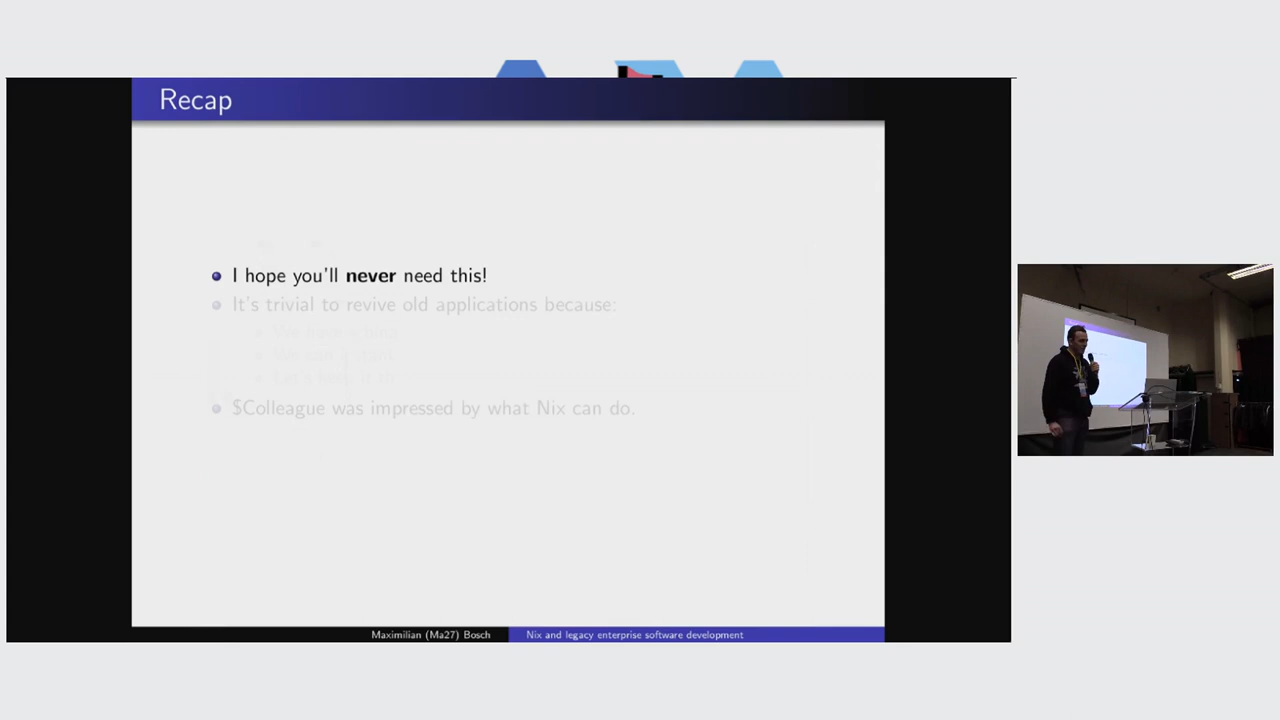 Recap
I hope you'll never need this!
It's trivial to revive old applications because:
$Colleague was impressed by what Nix can do.
Maximilian (Ma27) Bosch
Nix and legacy enterprise software development